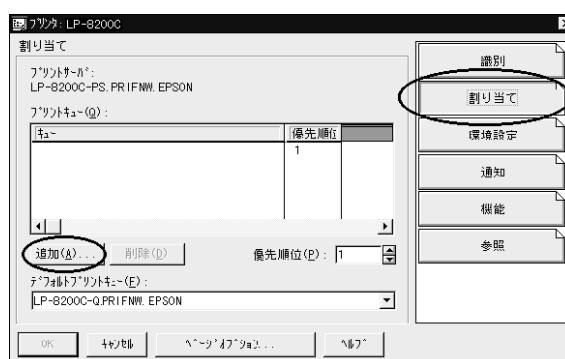 ﾌﾟﾘﾝﾀ: LP-8200C
割り当て
ﾌﾟﾘﾝﾄｻｰﾊﾞ:
LP-8200C-PS.PRIFNW.EPSON
ﾌﾟﾘﾝﾄｷｭｰ(Q):
ｷｭｰ 優先順位
1
追加(A)... 削除(D) 優先順位(P): 1
ﾃﾞﾌｫﾙﾄﾌﾟﾘﾝﾄｷｭｰ(F):
LP-8200C-Q.PRIFNW.EPSON
OK ｷｬﾝｾﾙ ﾍﾟｰｼﾞｵﾌﾟｼｮﾝ... ﾍﾙﾌﾟ
識別
割り当て
環境設定
通知
機能
参照